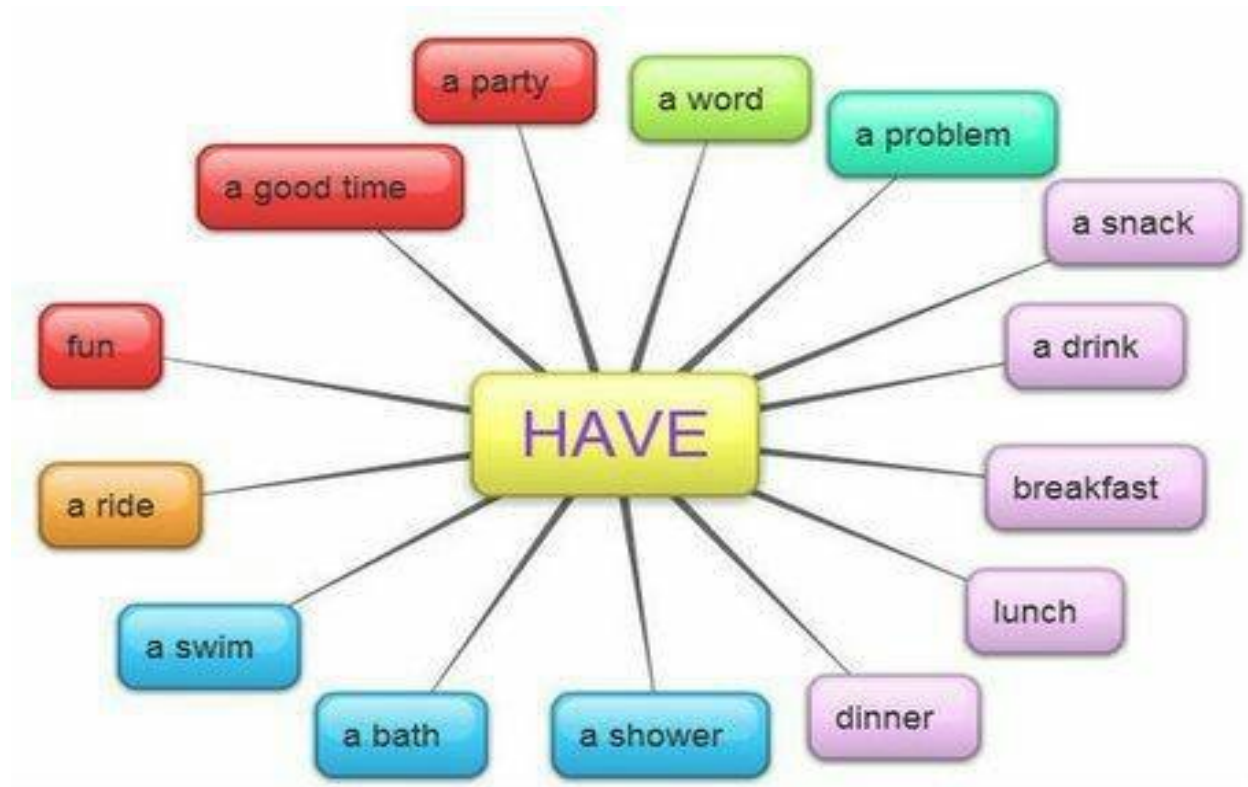 a party
a word
a problem
a good time
a snack
fun
a drink
HAVE
a ride
breakfast
lunch
a swim
a bath
a shower
dinner